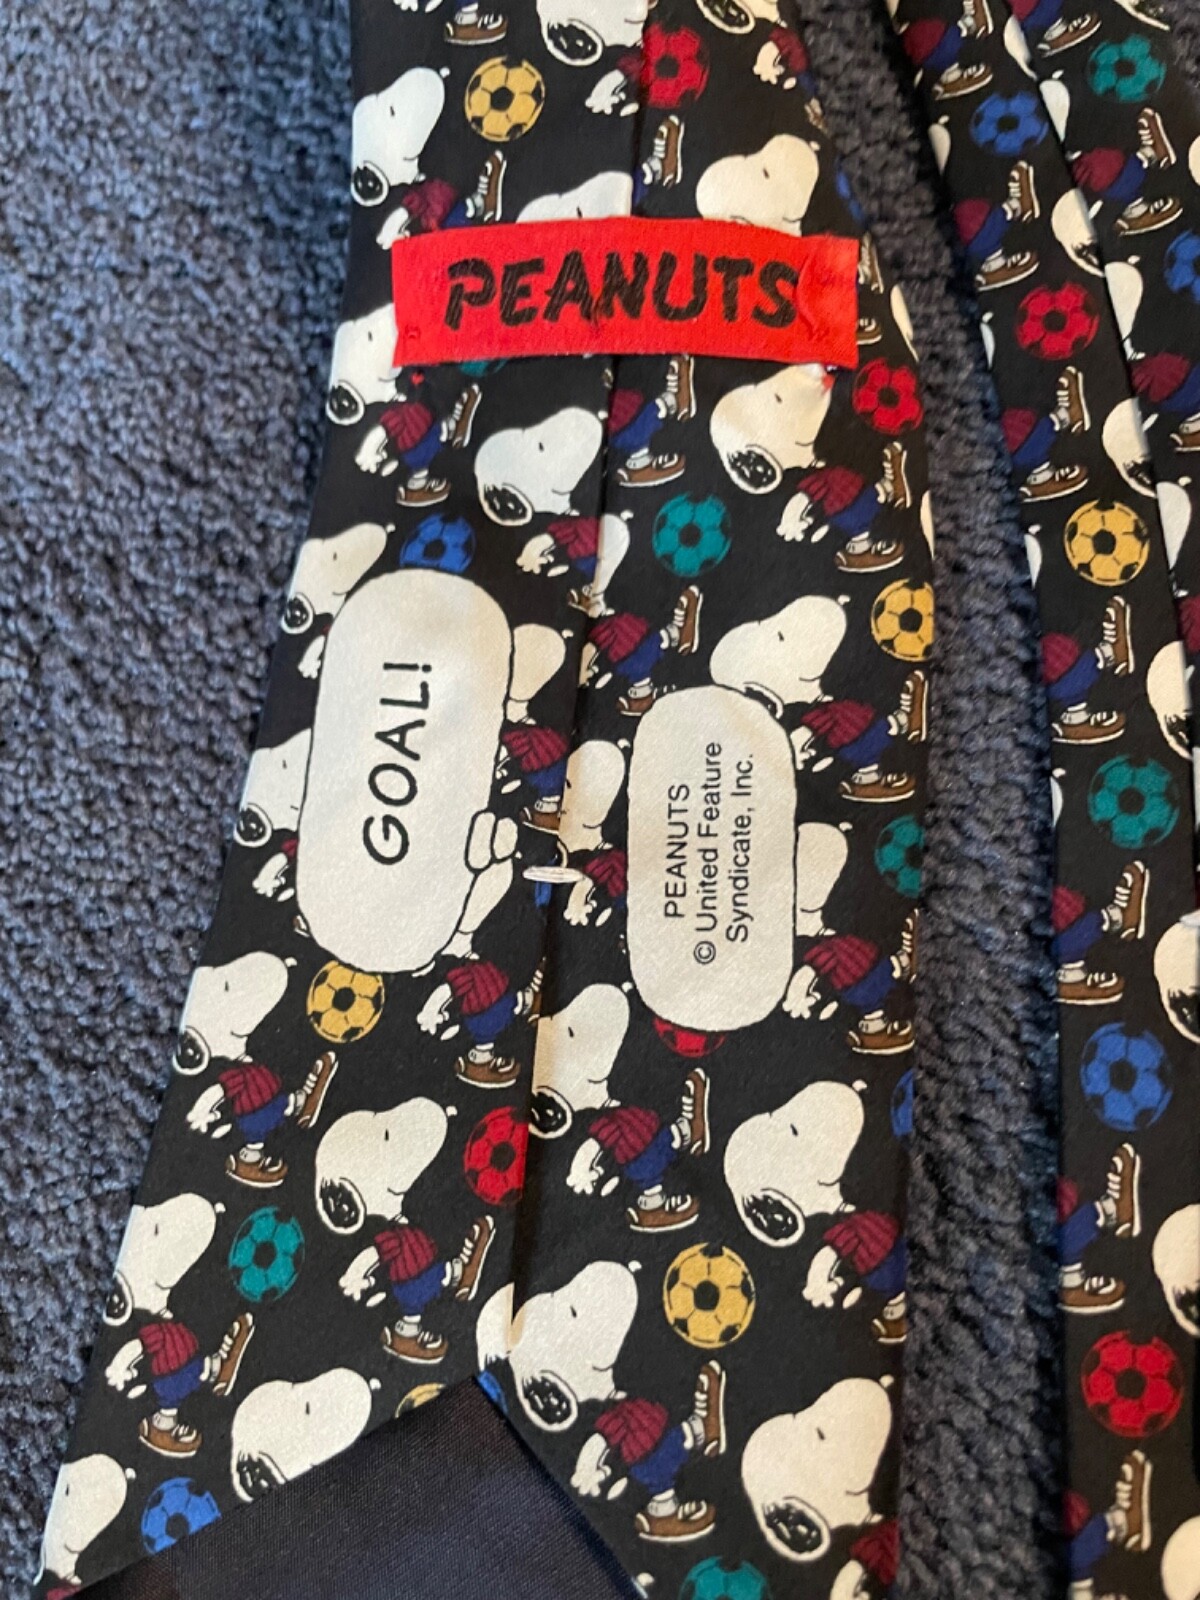 PEANUTS
GOAL!
PEANUTS
© United Feature
Syndicate, Inc.